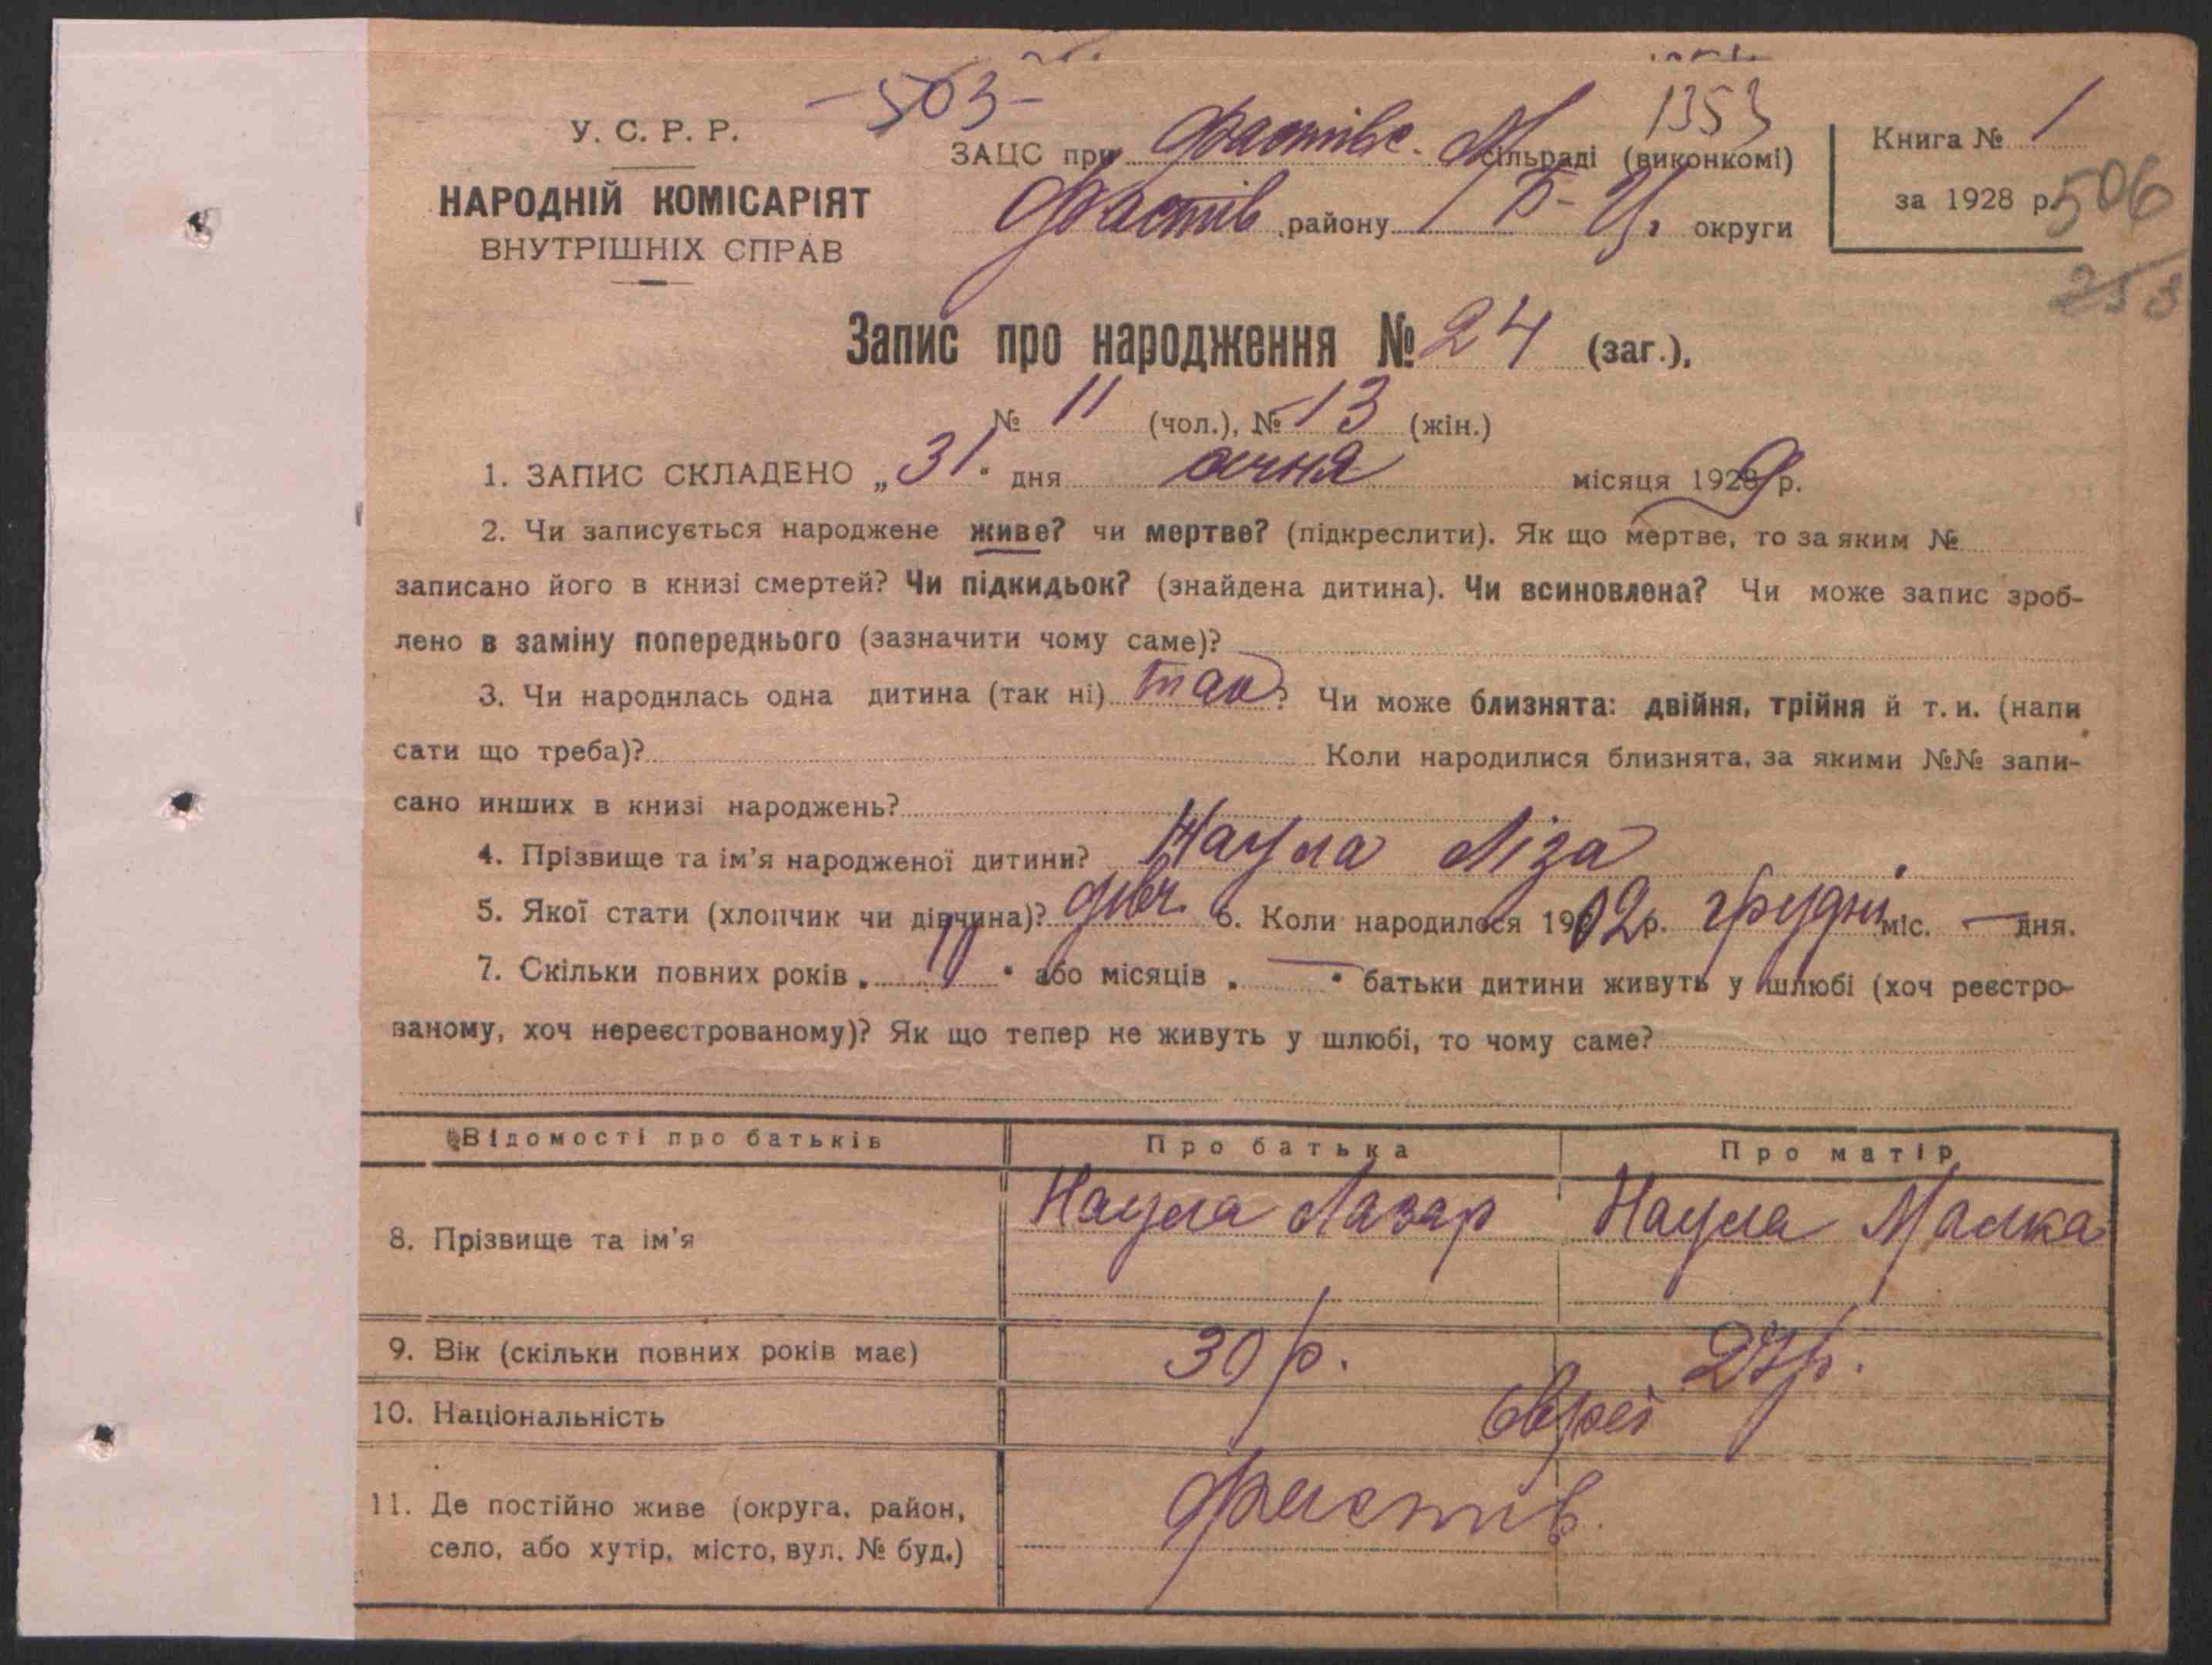 -503-
1353
У. С. Р. Р.
НАРОДНІЙ КОМІСАРІЯТ
ВНУТРІШНІХ СПРАВ
ЗАЦС при Фастівс. М сільраді (виконкомі)
Фастів району Б-Ц. округи
Книга № 1
за 1928 р.
506
253
Запис про народження № 24 (заг.),
№ 11 (чол.), № 13 (жін.)
1. ЗАПИС СКЛАДЕНО „31" дня січня місяця 1929 р.
2. Чи записується народжене живе? чи мертве? (підкреслити). Як що мертве, то за яким №
записано його в книзі смертей? Чи підкидьок? (знайдена дитина). Чи всиновлена? Чи може запис зроб-
лено в заміну попереднього (зазначити чому саме)?
3. Чи народилась одна дитина (так ні) так? Чи може близнята: двійня, трійня й т. и. (напи
сати що треба)? Коли народилися близнята, за якими №№ запи-
сано инших в книзі народжень?
4. Прізвище та ім'я народженої дитини? Нацла Ліза
5. Якої стати (хлопчик чи дівчина)? дівч. 6. Коли народилося 1902 р. грудні міс. — дня.
7. Скільки повних років або місяців „—" батьки дитини живуть у шлюбі (хоч реєстро-
ваному, хоч нереєстрованому)? Як що тепер не живуть у шлюбі, то чому саме?
Відомості про батьків Про батька Про матір
8. Прізвище та ім'я Нацла Лазар Нацла Малка
9. Вік (скільки повних років має) 30 р. 27 р.
10. Національність євреї
11. Де постійно живе (округа, район,
село, або хутір, місто, вул. № буд.) Фастів.